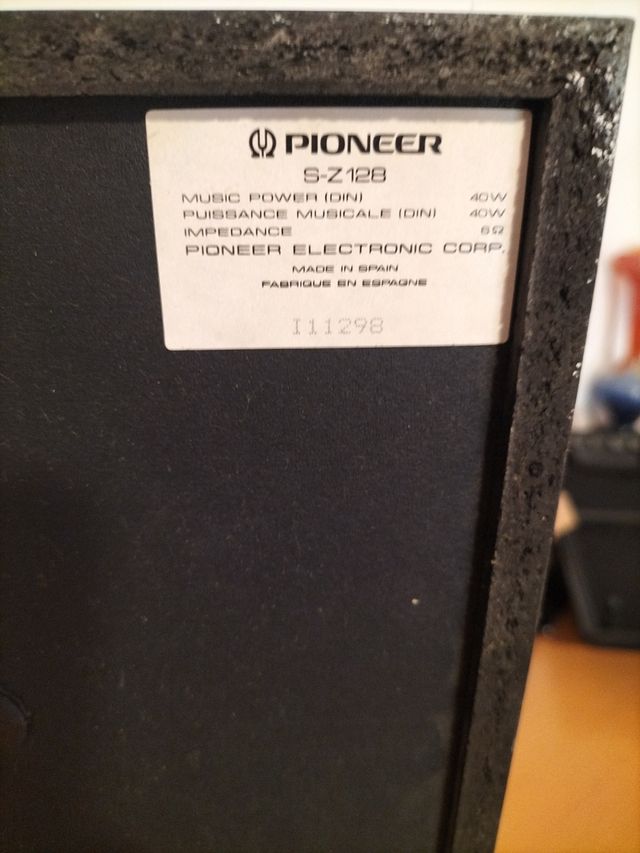 PIONEER
S-Z128
MUSIC POWER (DIN) 40W
PUISSANCE MUSICALE (DIN) 40W
IMPEDANCE 6Ω
PIONEER ELECTRONIC CORP.
MADE IN SPAIN
FABRIQUE EN ESPAGNE
I11298